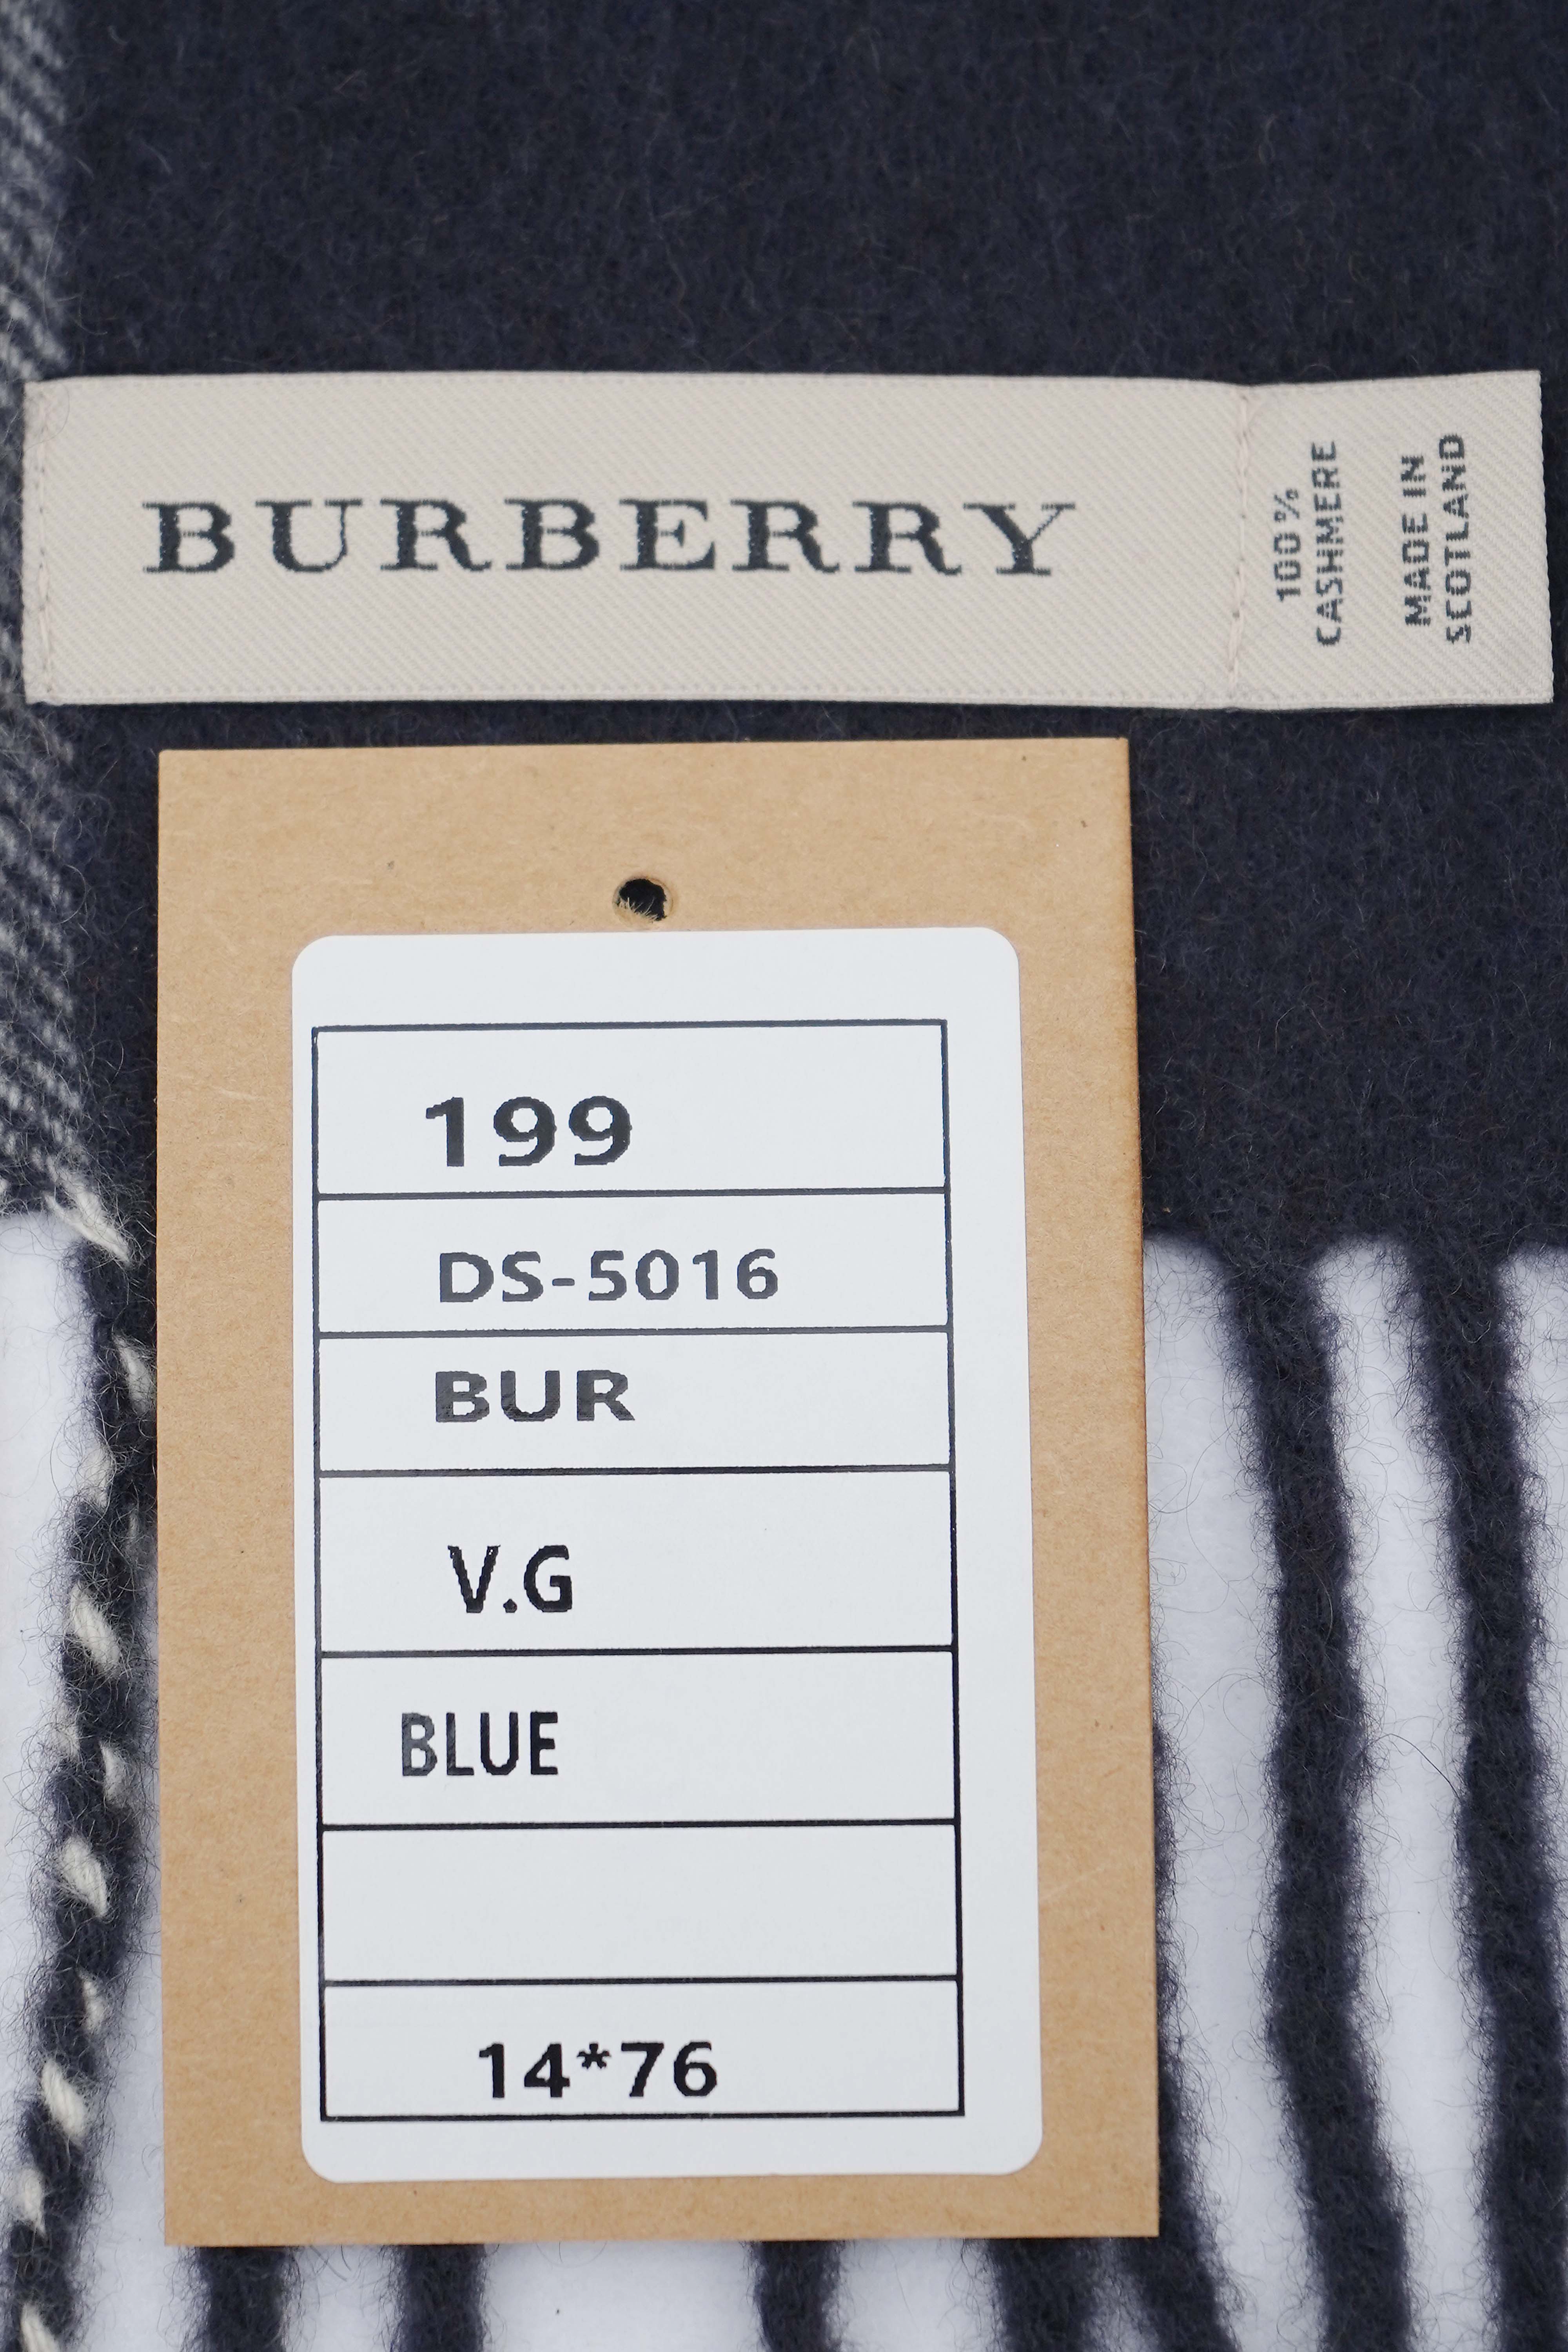 BURBERRY
100%
CASHMERE
MADE IN
SCOTLAND
199
DS-5016
BUR
V.G
BLUE
14*76